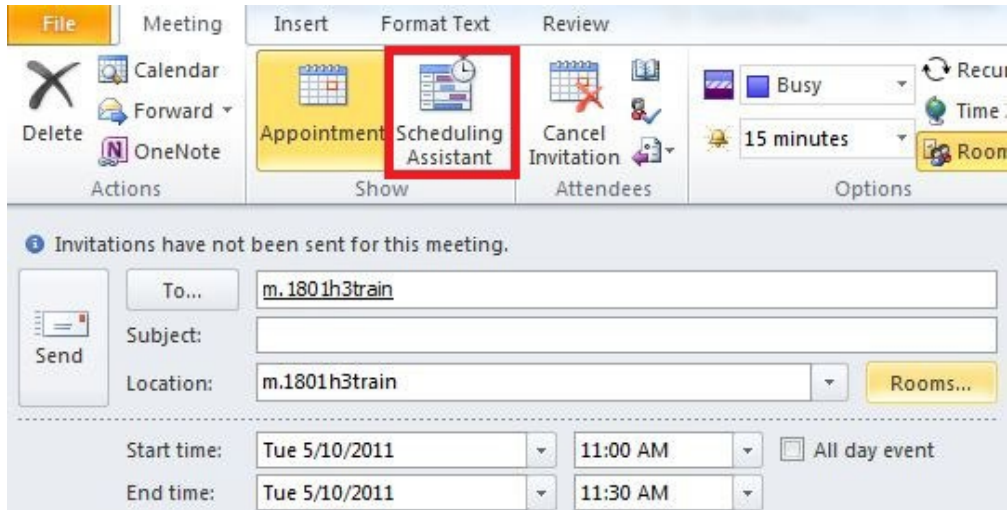 File Meeting Insert Format Text Review
Calendar
Forward
OneNote
Delete
Actions
Appointment
Scheduling
Assistant
Show
Cancel
Invitation
Attendees
Busy
15 minutes
Recur
Time
Room
Options
Invitations have not been sent for this meeting.
Send
To... m.1801h3train
Subject:
Location: m.1801h3train Rooms...
Start time: Tue 5/10/2011 11:00 AM All day event
End time: Tue 5/10/2011 11:30 AM